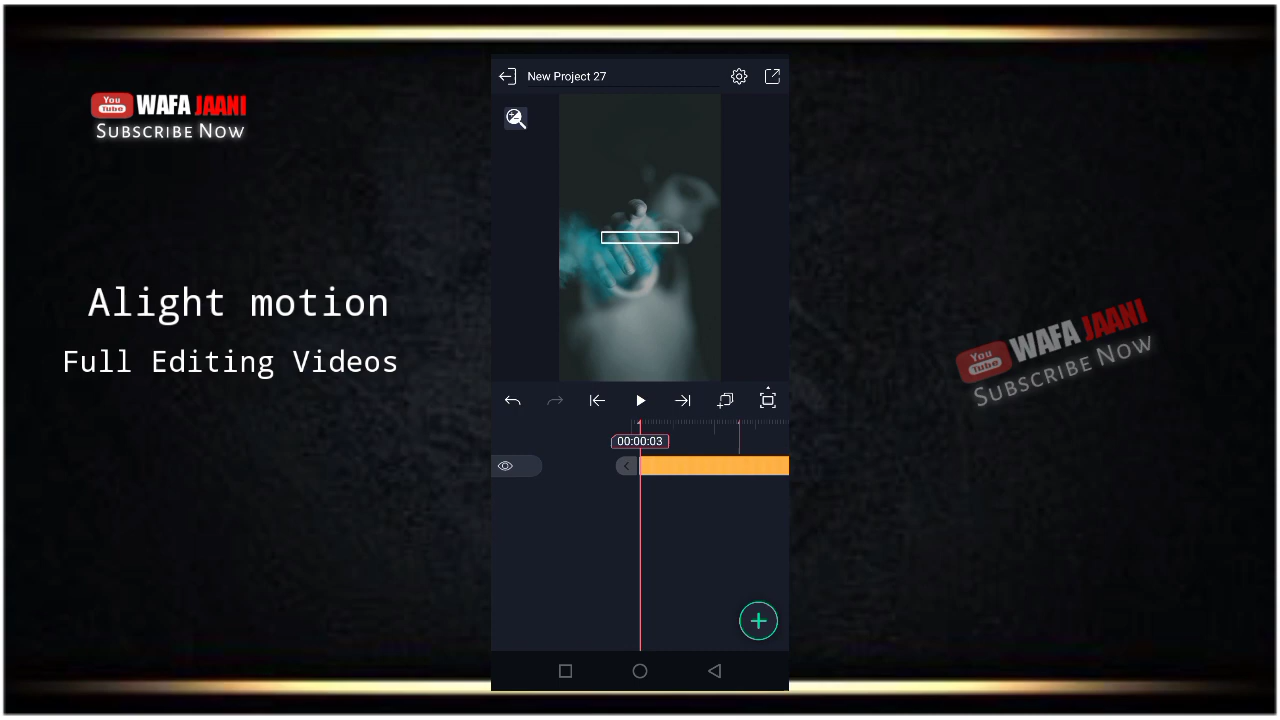 You
Tube
WAFA JAANI
SUBSCRIBE NOW
Alight motion
Full Editing Videos
New Project 27
00:00:03
You
Tube
WAFA JAANI
SUBSCRIBE NOW